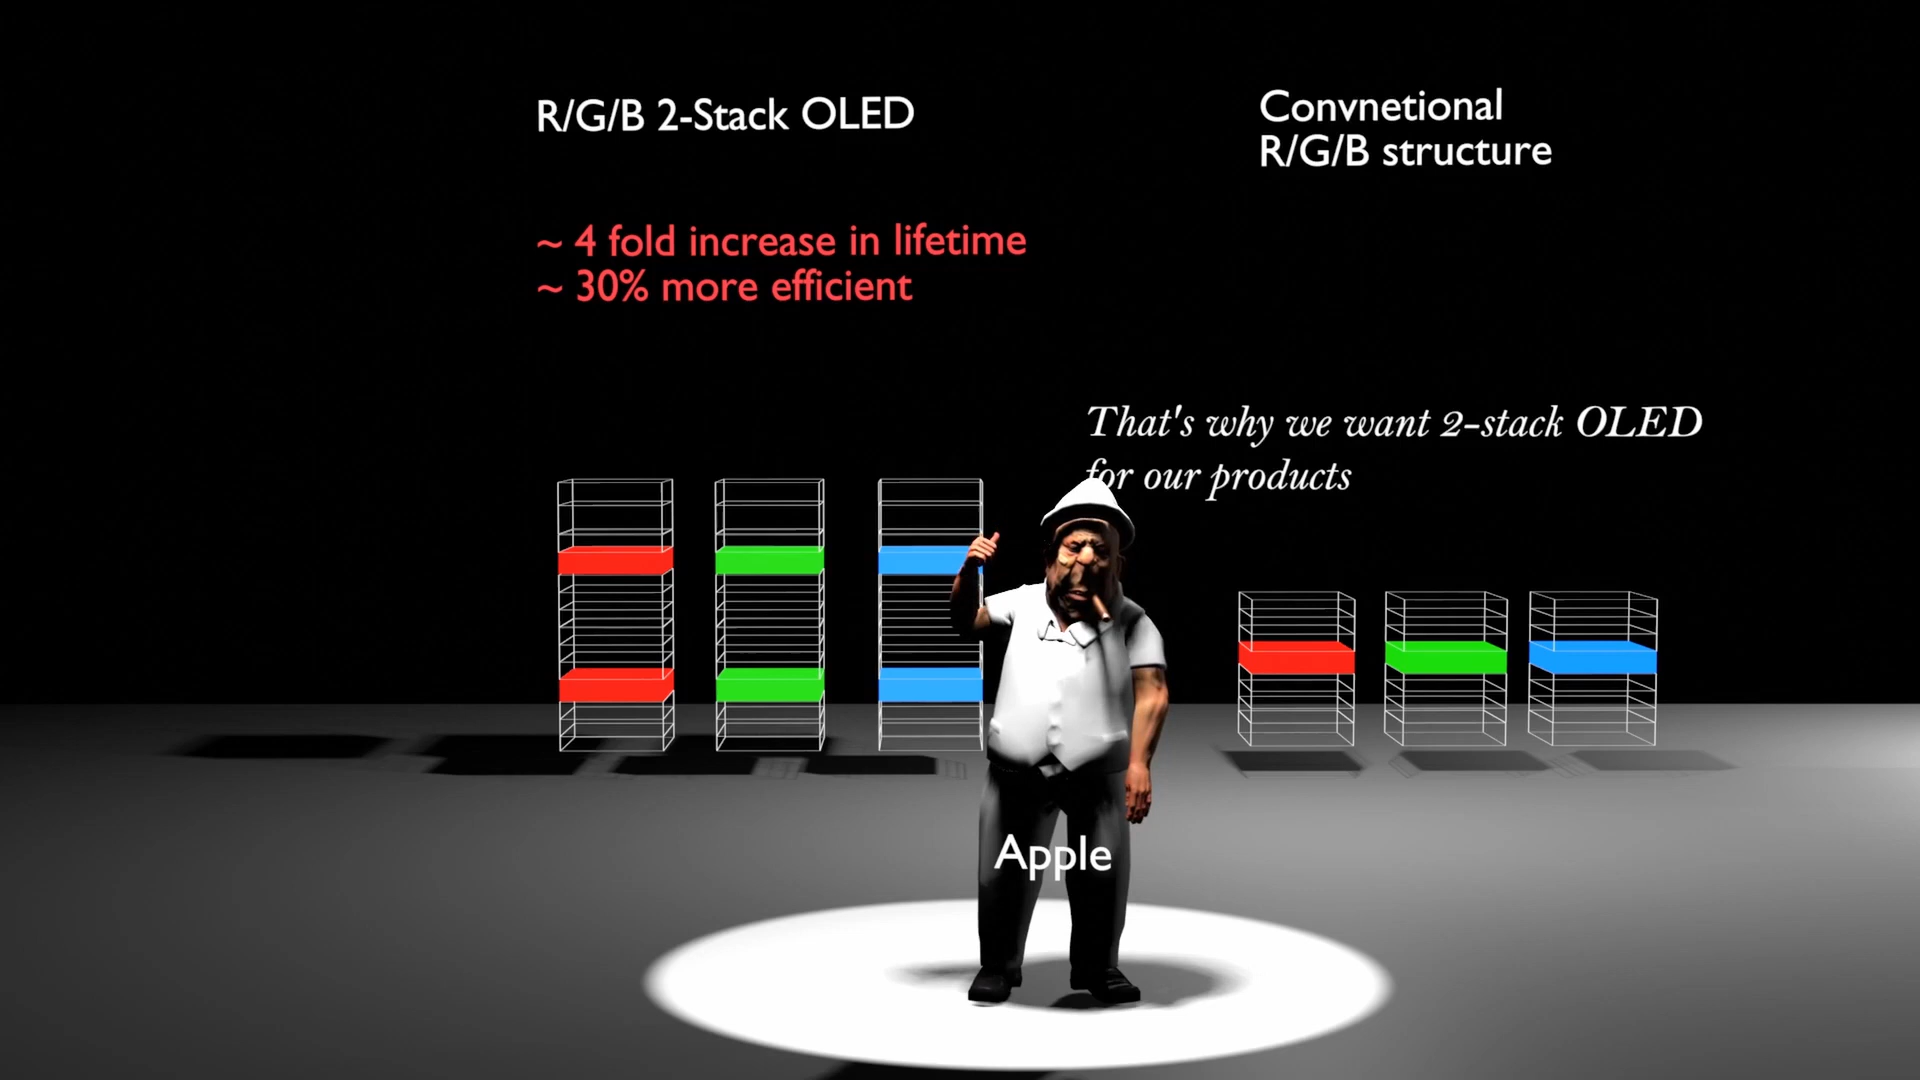 R/G/B 2-Stack OLED
~ 4 fold increase in lifetime
~ 30% more efficient
Convnetional
R/G/B structure
That's why we want 2-stack OLED
for our products
Apple